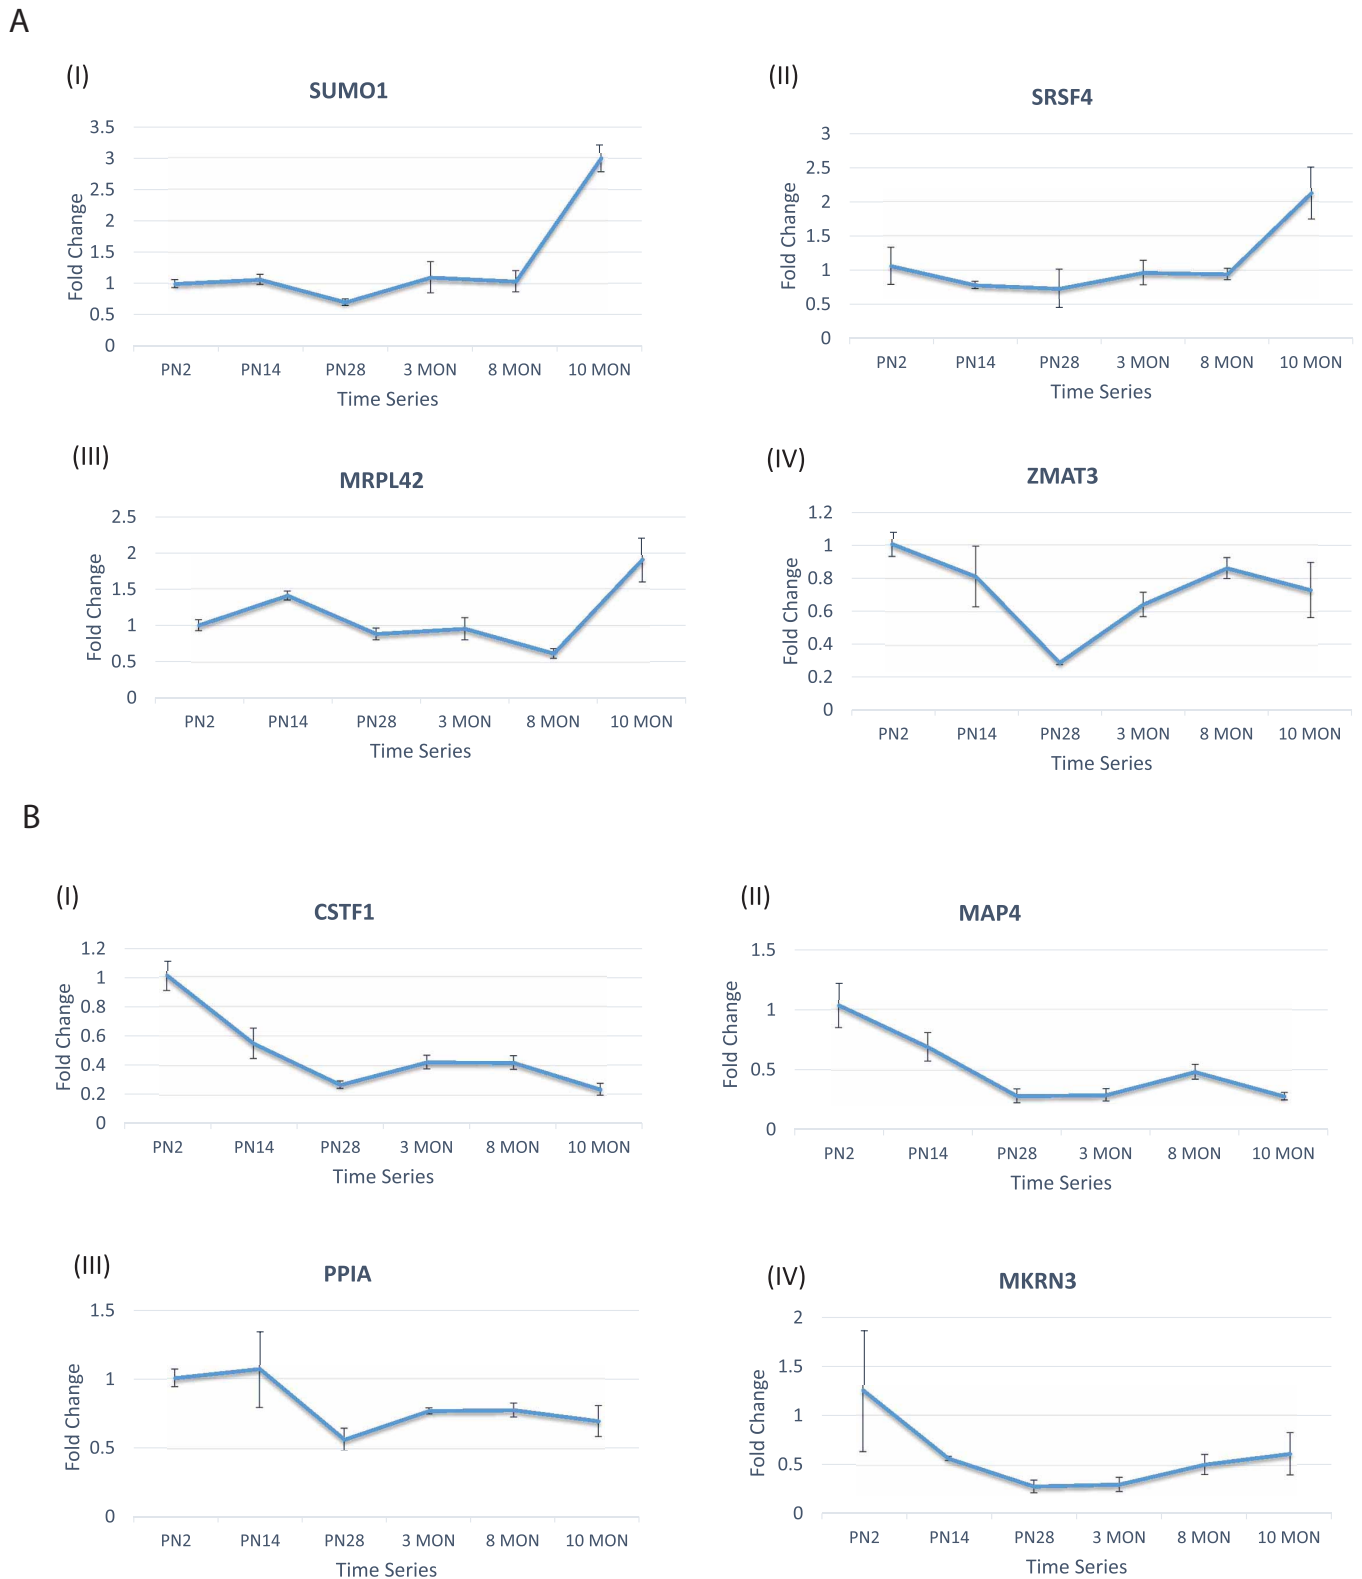 A
(I)
SUMO1
3.5
3
2.5
2
1.5
1
0.5
0
Fold Change
PN2 PN14 PN28 3 MON 8 MON 10 MON
Time Series
(II)
SRSF4
3
2.5
2
1.5
1
0.5
0
Fold Change
PN2 PN14 PN28 3 MON 8 MON 10 MON
Time Series
(III)
MRPL42
2.5
2
1.5
1
0.5
0
Fold Change
PN2 PN14 PN28 3 MON 8 MON 10 MON
Time Series
(IV)
ZMAT3
1.2
1
0.8
0.6
0.4
0.2
0
Fold Change
PN2 PN14 PN28 3 MON 8 MON 10 MON
Time Series
B
(I)
CSTF1
1.2
1
0.8
0.6
0.4
0.2
0
Fold Change
PN2 PN14 PN28 3 MON 8 MON 10 MON
Time Series
(II)
MAP4
1.5
1
0.5
0
Fold Change
PN2 PN14 PN28 3 MON 8 MON 10 MON
Time Series
(III)
PPIA
1.5
1
0.5
0
Fold Change
PN2 PN14 PN28 3 MON 8 MON 10 MON
Time Series
(IV)
MKRN3
2
1.5
1
0.5
0
Fold Change
PN2 PN14 PN28 3 MON 8 MON 10 MON
Time Series